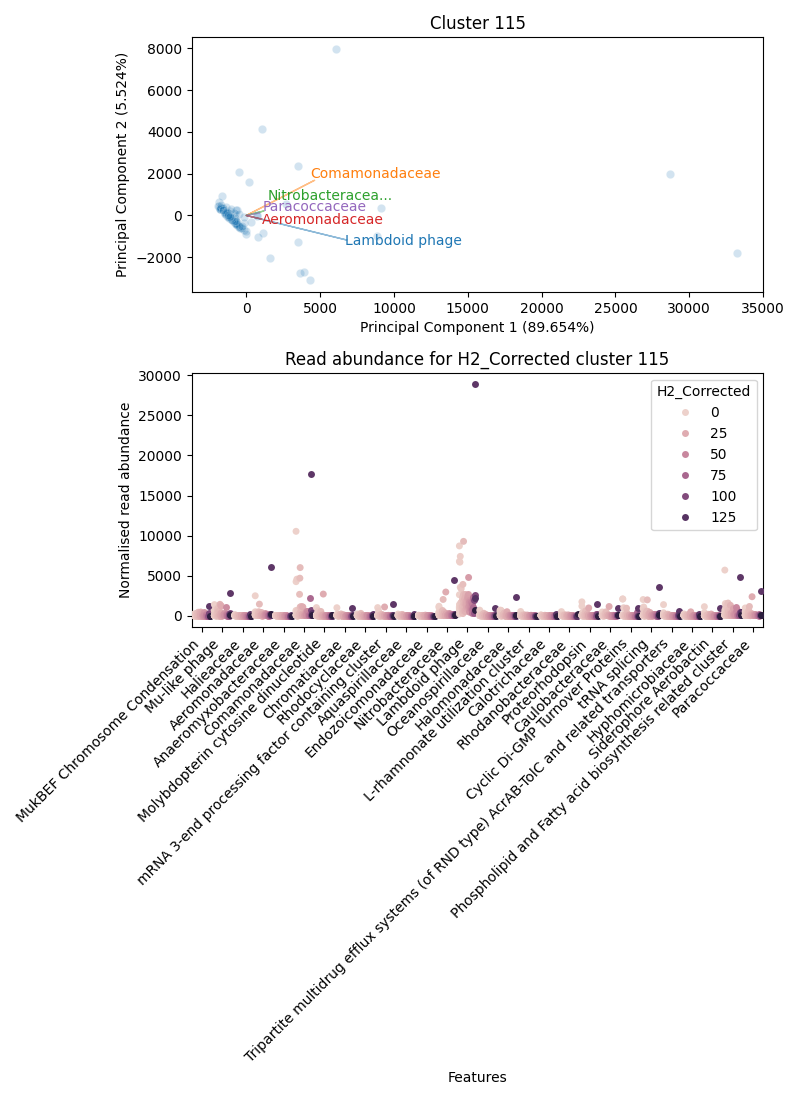 Cluster 115
Principal Component 2 (5.524%)
8000
6000
4000
2000
0
−2000
Comamonadaceae
Nitrobacteracea...
Paracoccaceae
Aeromonadaceae
Lambdoid phage
0
5000
10000
15000
20000
25000
30000
35000
Principal Component 1 (89.654%)
Read abundance for H2_Corrected cluster 115
Normalised read abundance
30000
25000
20000
15000
10000
5000
0
H2_Corrected
0
25
50
75
100
125
MukBEF Chromosome Condensation
Mu-like phage
Halieaceae
Aeromonadaceae
Anaeromyxobacteraceae
Comamonadaceae
Molybdopterin cytosine dinucleotide
Chromatiaceae
Rhodocyclaceae
mRNA 3-end processing factor containing cluster
Aquaspirillaceae
Endozoicomonadaceae
Nitrobacteraceae
Lambdoid phage
Oceanospirillaceae
Halomonadaceae
L-rhamnonate utilization cluster
Calotrichaceae
Rhodanobacteraceae
Proteorhodopsin
Caulobacteraceae
Cyclic Di-GMP Turnover Proteins
tRNA splicing
Tripartite multidrug efflux systems (of RND type) AcrAB-TolC and related transporters
Hyphomicrobiaceae
Siderophore Aerobactin
Phospholipid and Fatty acid biosynthesis related cluster
Paracoccaceae
Features